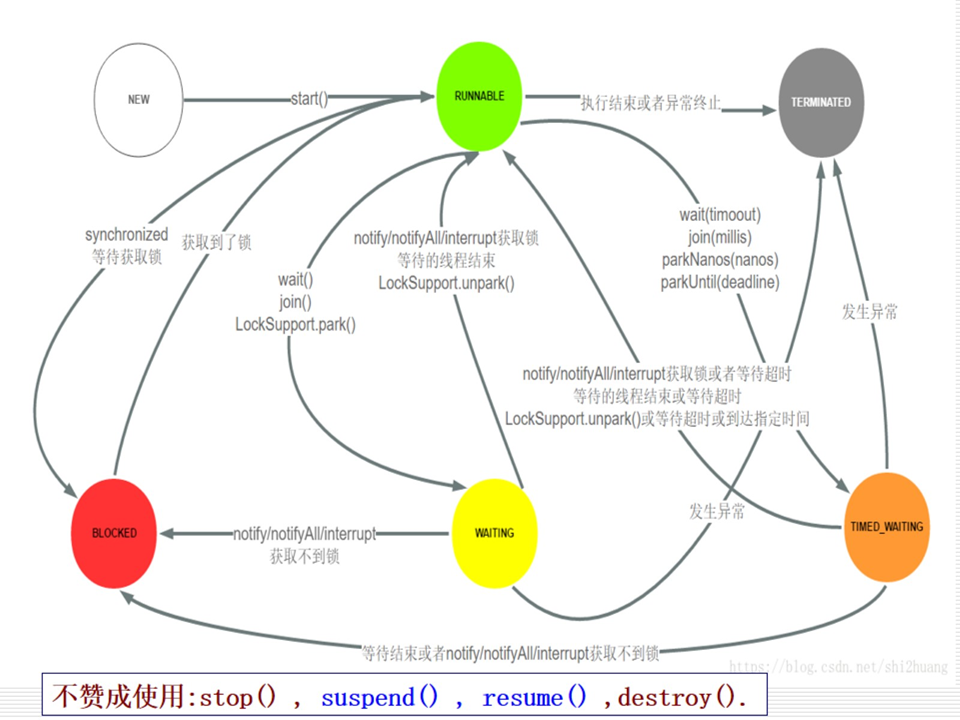 NEW
start()
RUNNABLE
执行结束或者异常终止
TERMINATED
synchronized
等待获取锁
获取到了锁
wait()
join()
LockSupport.park()
notify/notifyAll/interrupt获取锁
等待的线程结束
LockSupport.unpark()
wait(timoout)
join(millis)
parkNanos(nanos)
parkUntil(deadline)
发生异常
notify/notifyAll/interrupt获取锁或者等待超时
等待的线程结束或等待超时
LockSupport.unpark()或等待超时或到达指定时间
BLOCKED
notify/notifyAll/interrupt
获取不到锁
WAITING
发生异常
TIMED_WAITING
等待结束或者notify/notifyAll/interrupt获取不到锁
https://blog.csdn.net/shi2huang
不赞成使用:stop() , suspend() , resume() ,destroy().